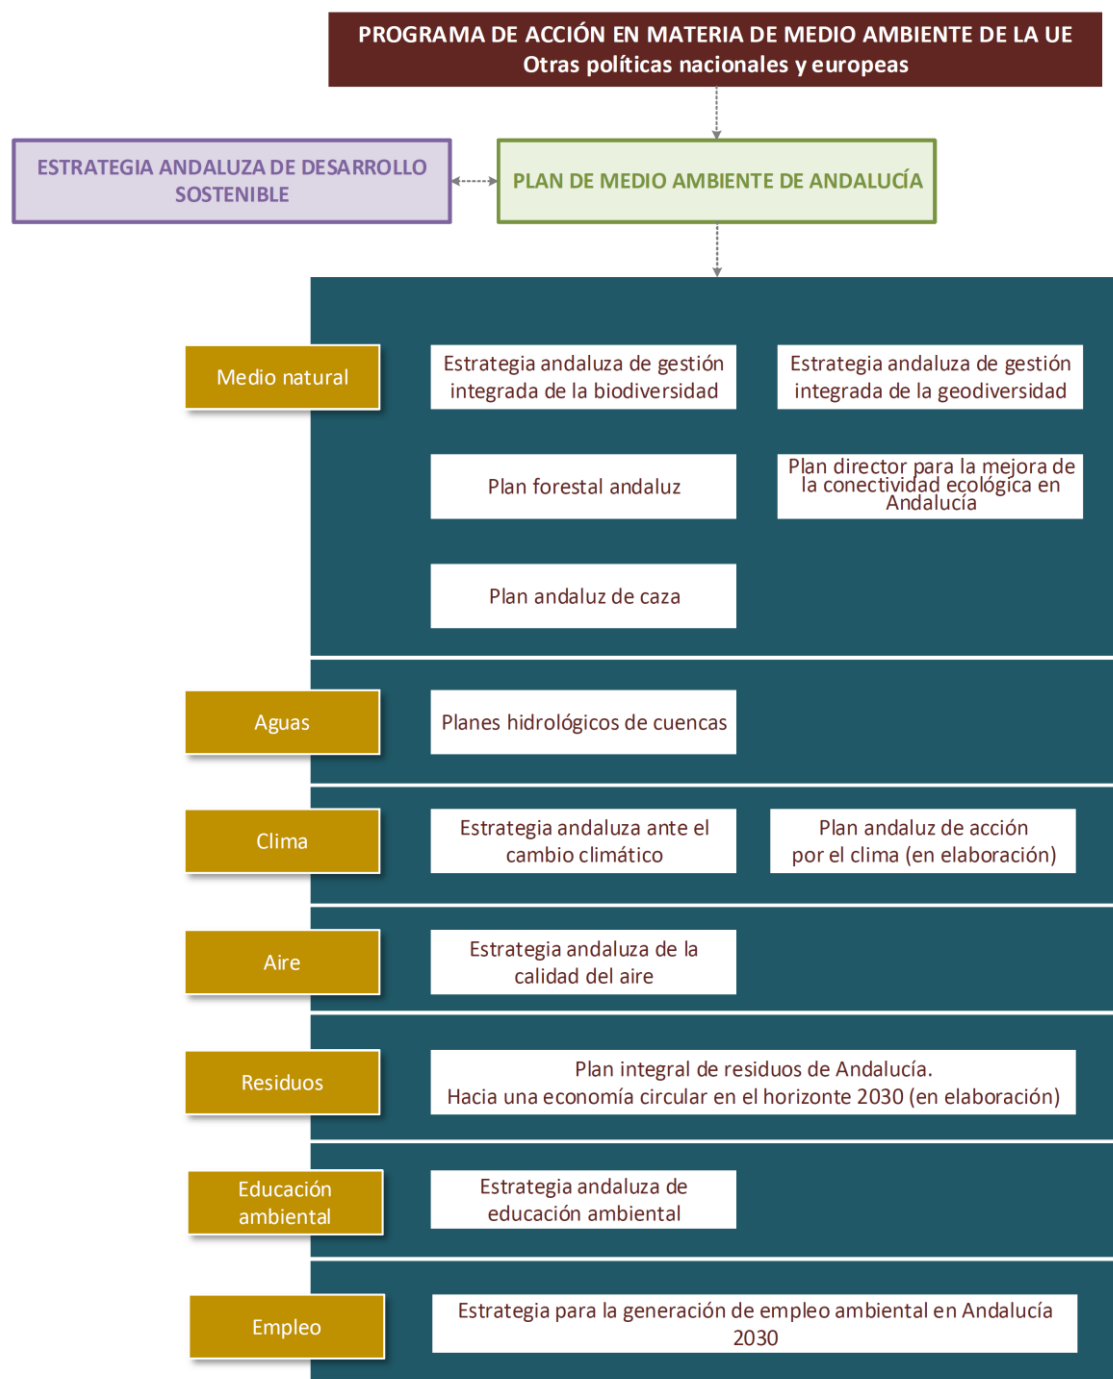 PROGRAMA DE ACCIÓN EN MATERIA DE MEDIO AMBIENTE DE LA UE
Otras políticas nacionales y europeas
ESTRATEGIA ANDALUZA DE DESARROLLO
SOSTENIBLE
PLAN DE MEDIO AMBIENTE DE ANDALUCÍA
Medio natural
Estrategia andaluza de gestión
integrada de la biodiversidad
Estrategia andaluza de gestión
integrada de la geodiversidad
Plan forestal andaluz
Plan director para la mejora de
la conectividad ecológica en
Andalucía
Plan andaluz de caza
Aguas
Planes hidrológicos de cuencas
Clima
Estrategia andaluza ante el
cambio climático
Plan andaluz de acción
por el clima (en elaboración)
Aire
Estrategia andaluza de la
calidad del aire
Residuos
Plan integral de residuos de Andalucía.
Hacia una economía circular en el horizonte 2030 (en elaboración)
Educación
ambiental
Estrategia andaluza de
educación ambiental
Empleo
Estrategia para la generación de empleo ambiental en Andalucía
2030